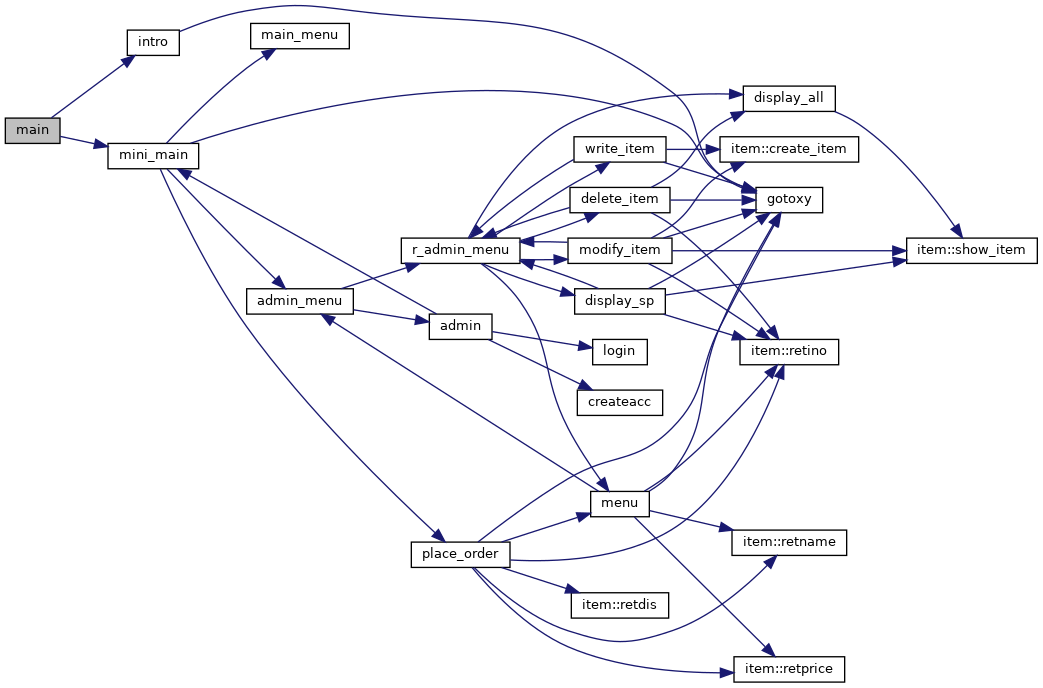 intro
main_menu
main
mini_main
display_all
write_item
item::create_item
delete_item
gotoxy
r_admin_menu
modify_item
item::show_item
admin_menu
display_sp
admin
login
item::retino
createacc
menu
place_order
item::retname
item::retdis
item::retprice